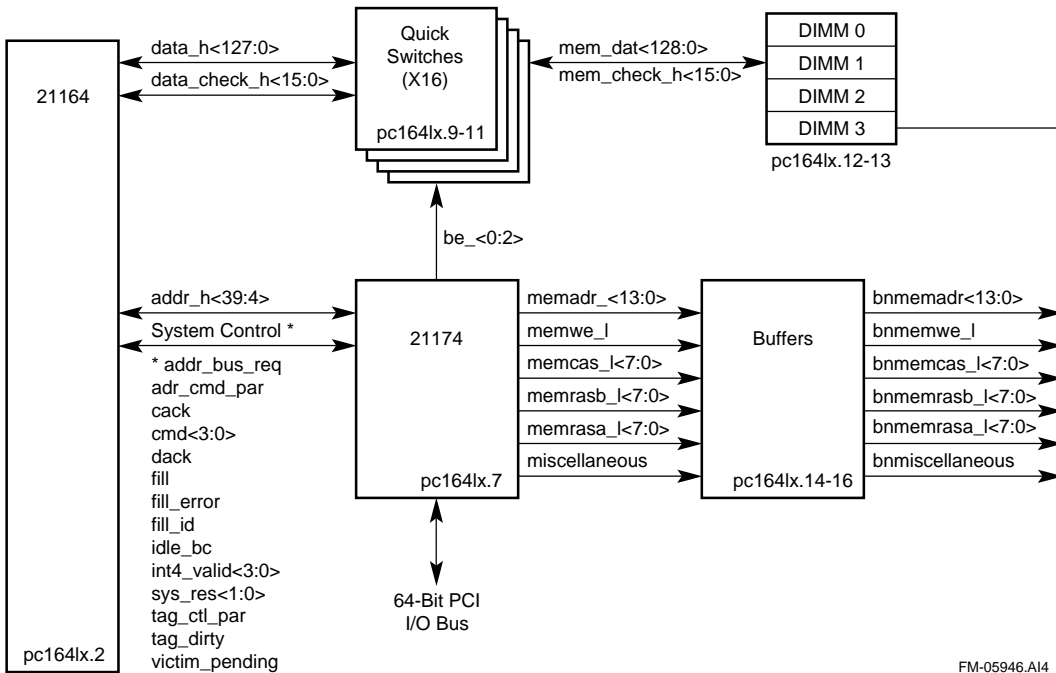 21164
pc164lx.2
data_h<127:0>
data_check_h<15:0>
Quick
Switches
(X16)
pc164lx.9-11
mem_dat<128:0>
mem_check_h<15:0>
DIMM 0
DIMM 1
DIMM 2
DIMM 3
pc164lx.12-13
be_<0:2>
addr_h<39:4>
System Control *
* addr_bus_req
adr_cmd_par
cack
cmd<3:0>
dack
fill
fill_error
fill_id
idle_bc
int4_valid<3:0>
sys_res<1:0>
tag_ctl_par
tag_dirty
victim_pending
21174
pc164lx.7
64-Bit PCI
I/O Bus
memadr_<13:0>
memwe_l
memcas_l<7:0>
memrasb_l<7:0>
memrasa_l<7:0>
miscellaneous
Buffers
pc164lx.14-16
bnmemadr<13:0>
bnmemwe_l
bnmemcas_l<7:0>
bnmemrasb_l<7:0>
bnmemrasa_l<7:0>
bnmiscellaneous
FM-05946.AI4